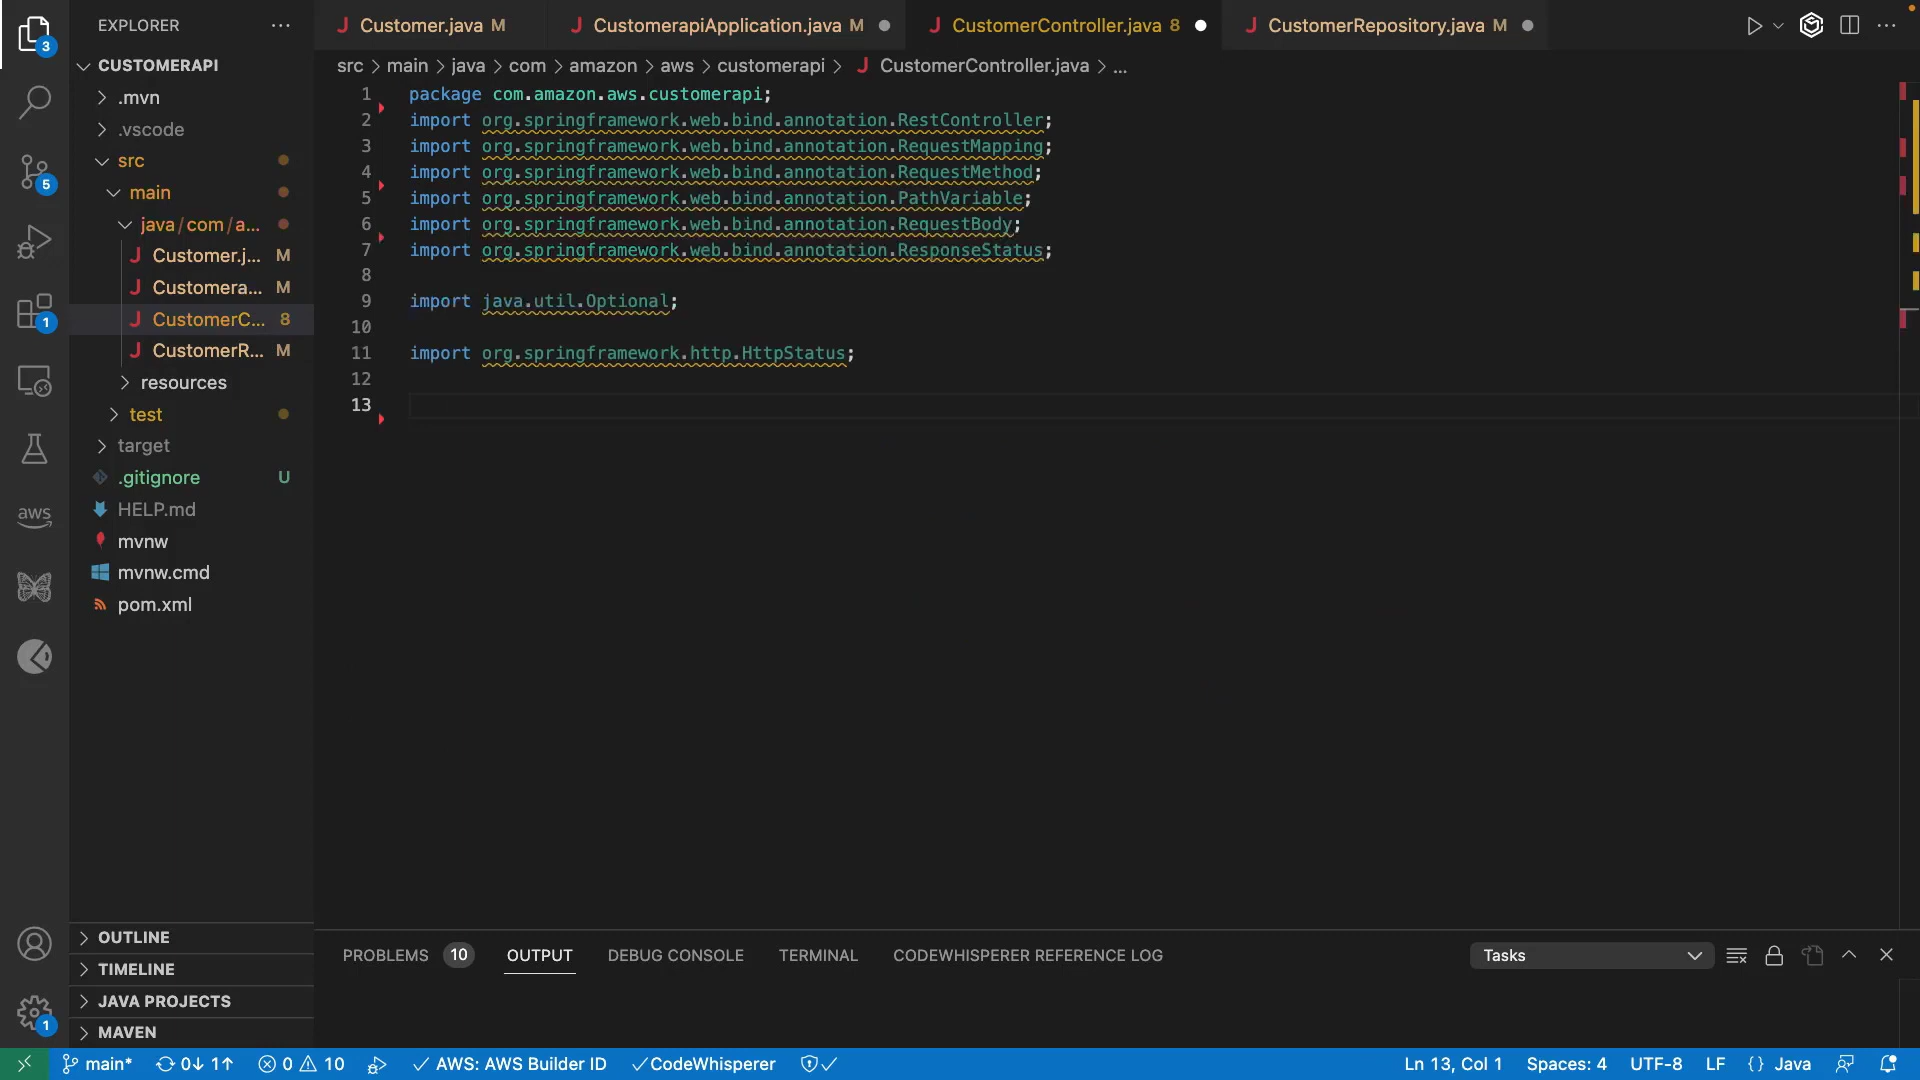 EXPLORER
CUSTOMERAPI
.mvn
.vscode
src
main
java/com/a...
Customer.j... M
Customera... M
CustomerC... 8
CustomerR... M
resources
test
target
.gitignore U
HELP.md
mvnw
mvnw.cmd
pom.xml
OUTLINE
TIMELINE
JAVA PROJECTS
MAVEN
3
5
1
aws
1
Customer.java M
CustomerapiApplication.java M
CustomerController.java 8
CustomerRepository.java M
src > main > java > com > amazon > aws > customerapi > CustomerController.java > ...
1 package com.amazon.aws.customerapi;
2 import org.springframework.web.bind.annotation.RestController;
3 import org.springframework.web.bind.annotation.RequestMapping;
4 import org.springframework.web.bind.annotation.RequestMethod;
5 import org.springframework.web.bind.annotation.PathVariable;
6 import org.springframework.web.bind.annotation.RequestBody;
7 import org.springframework.web.bind.annotation.ResponseStatus;
8
9 import java.util.Optional;
10
11 import org.springframework.http.HttpStatus;
12
13
PROBLEMS 10 OUTPUT DEBUG CONSOLE TERMINAL CODEWHISPERER REFERENCE LOG Tasks
main* 0↓ 1↑ 0 10 AWS: AWS Builder ID CodeWhisperer Ln 13, Col 1 Spaces: 4 UTF-8 LF {} Java